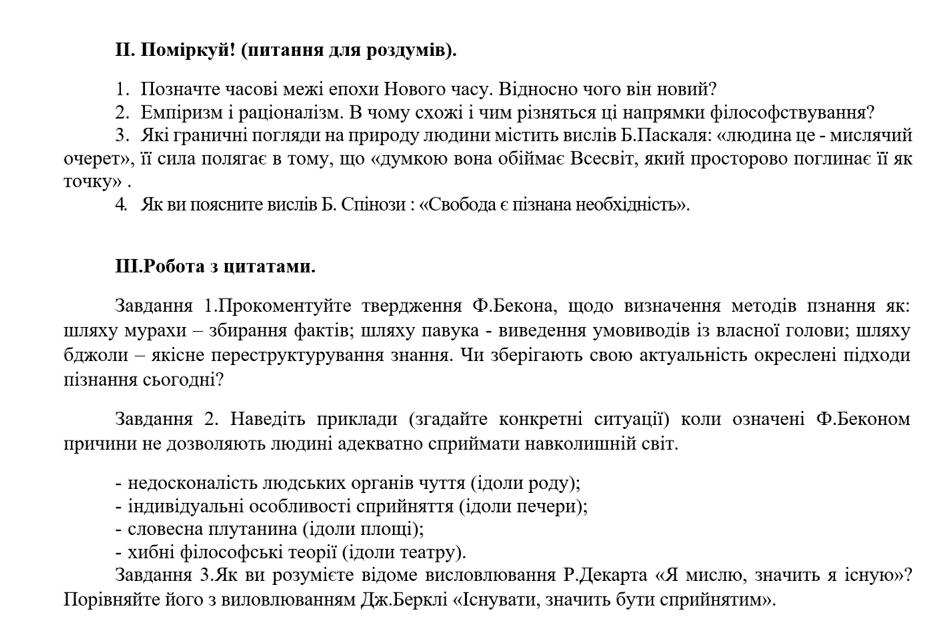 ІІ. Поміркуй! (питання для роздумів).
1. Позначте часові межі епохи Нового часу. Відносно чого він новий?
2. Емпіризм і раціоналізм. В чому схожі і чим різняться ці напрямки філософствування?
3. Які граничні погляди на природу людини містить вислів Б.Паскаля: «людина це - мислячий
очерет», її сила полягає в тому, що «думкою вона обіймає Всесвіт, який просторово поглинає її як
точку» .
4. Як ви поясните вислів Б. Спінози : «Свобода є пізнана необхідність».
ІІІ.Робота з цитатами.
Завдання 1.Прокоментуйте твердження Ф.Бекона, щодо визначення методів пзнання як:
шляху мурахи – збирання фактів; шляху павука - виведення умовиводів із власної голови; шляху
бджоли – якісне переструктурування знання. Чи зберігають свою актуальність окреслені підходи
пізнання сьогодні?
Завдання 2. Наведіть приклади (згадайте конкретні ситуації) коли означені Ф.Беконом
причини не дозволяють людині адекватно сприймати навколишній світ.
- недосконалість людських органів чуття (ідоли роду);
- індивідуальні особливості сприйняття (ідоли печери);
- словесна плутанина (ідоли площі);
- хибні філософські теорії (ідоли театру).
Завдання 3.Як ви розумієте відоме висловлювання Р.Декарта «Я мислю, значить я існую»?
Порівняйте його з виловлюванням Дж.Берклі «Існувати, значить бути сприйнятим».